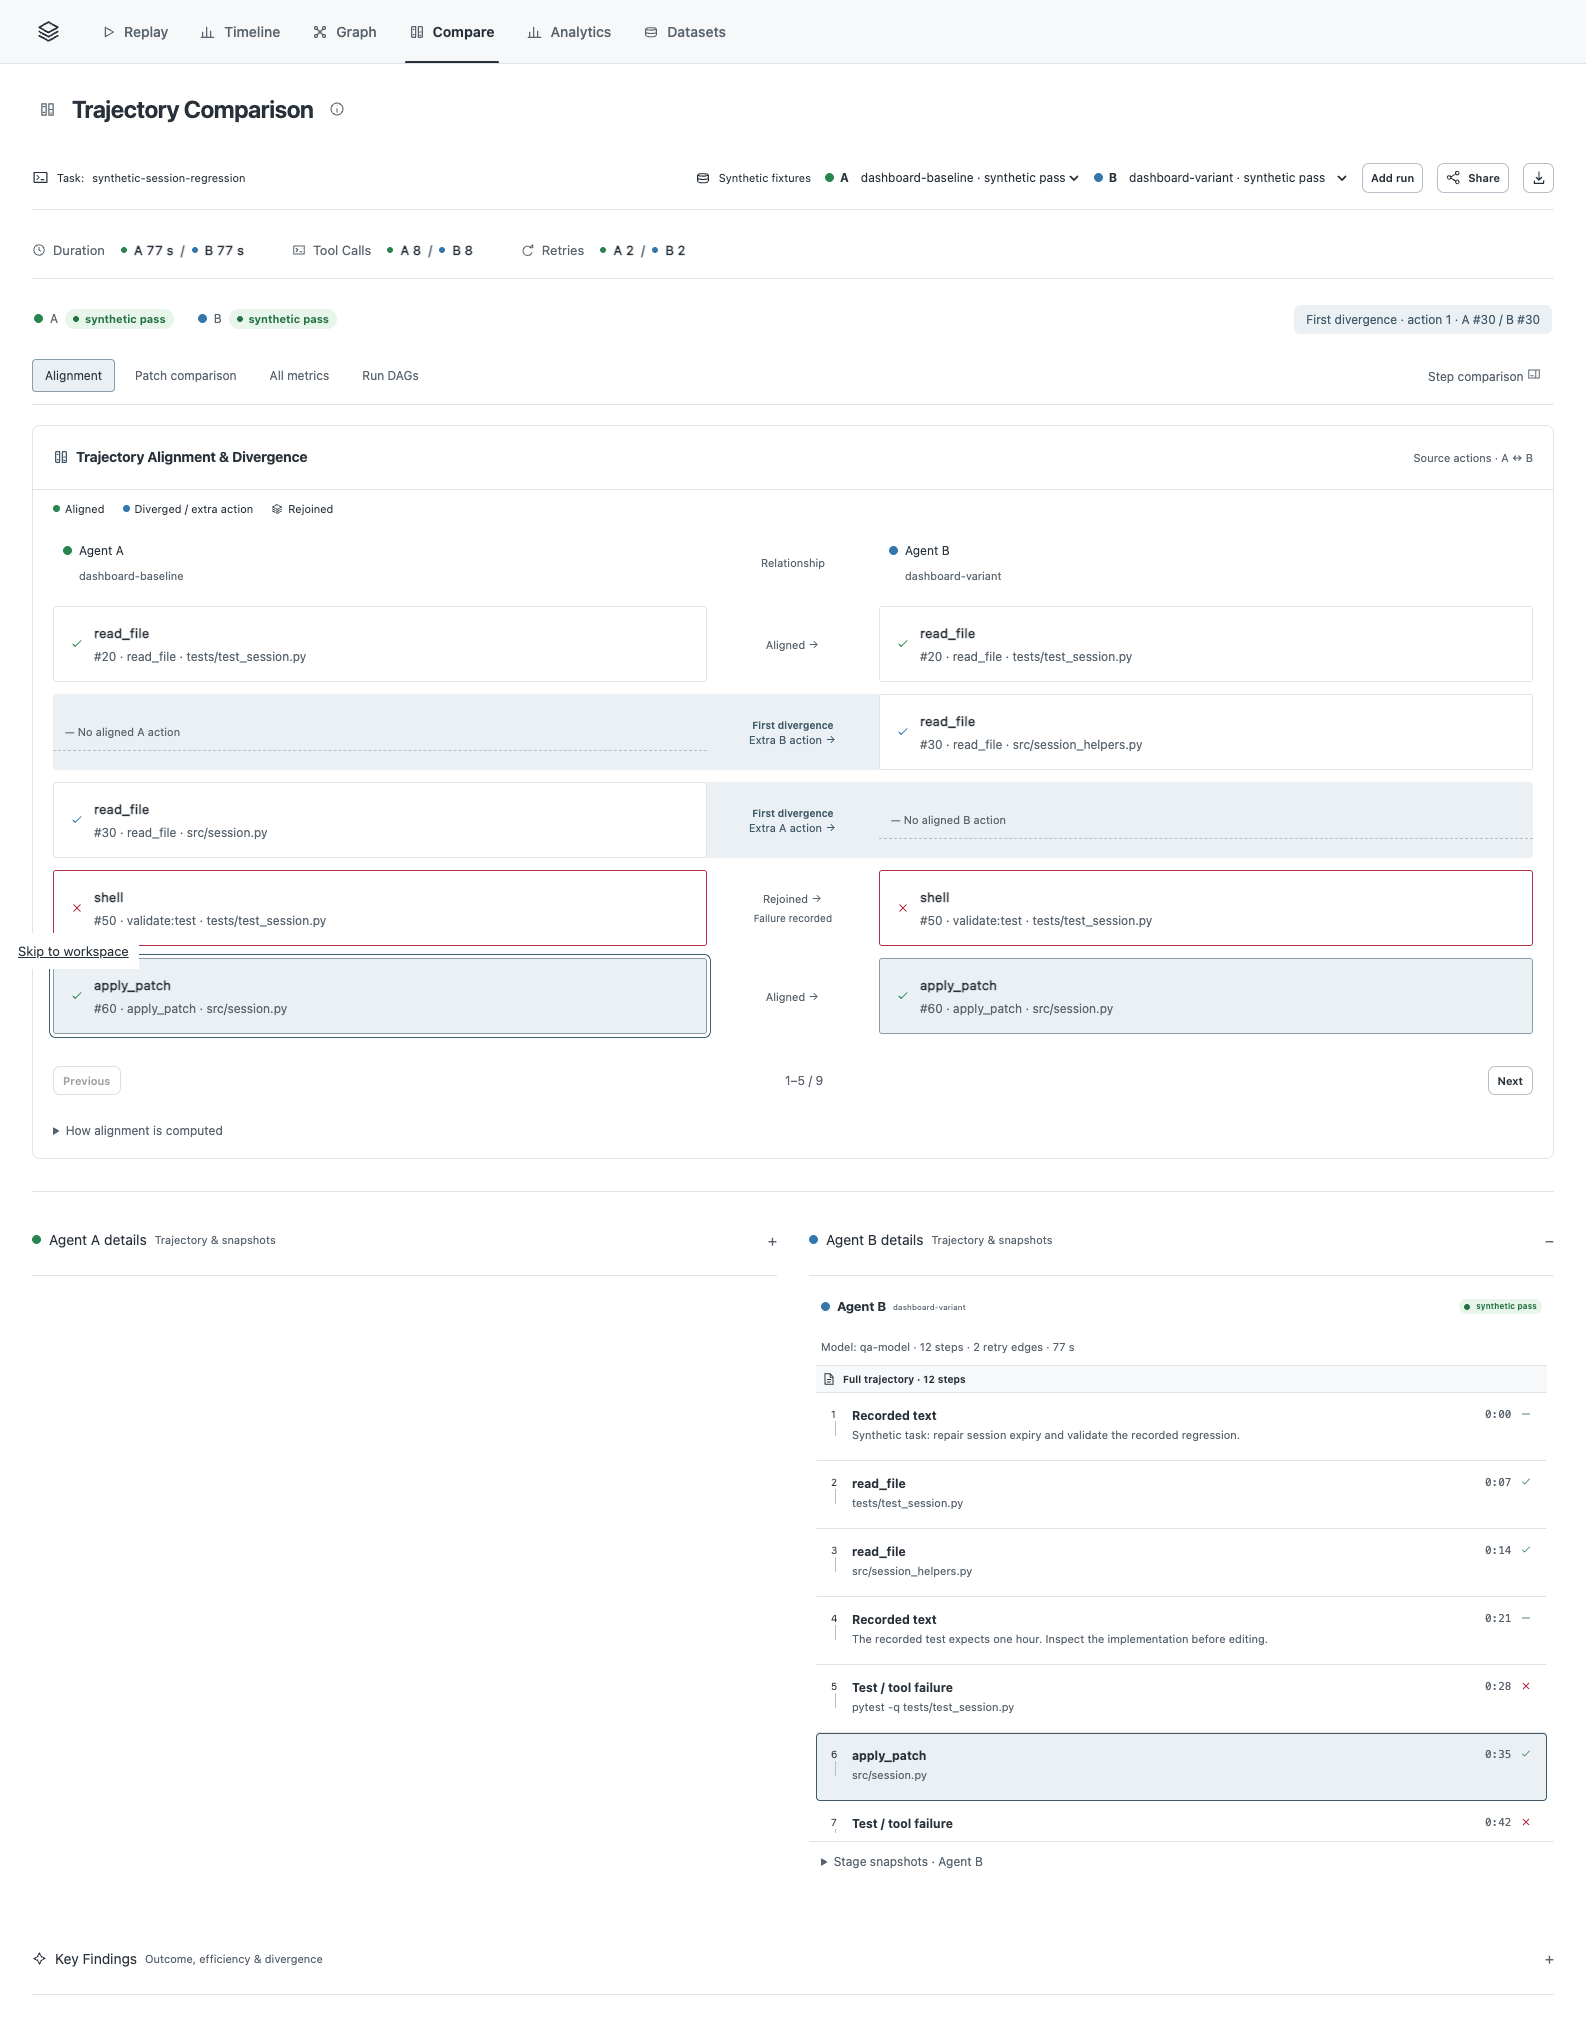 Replay Timeline Graph Compare Analytics Datasets
Trajectory Comparison
Task: synthetic-session-regression Synthetic fixtures A dashboard-baseline · synthetic pass B dashboard-variant · synthetic pass Add run Share
Duration A 77 s / B 77 s Tool Calls A 8 / B 8 Retries A 2 / B 2
A synthetic pass B synthetic pass First divergence · action 1 · A #30 / B #30
Alignment Patch comparison All metrics Run DAGs Step comparison
Trajectory Alignment & Divergence Source actions · A ↔ B
Aligned Diverged / extra action Rejoined
Agent A Relationship Agent B
dashboard-baseline dashboard-variant
read_file Aligned → read_file
#20 · read_file · tests/test_session.py #20 · read_file · tests/test_session.py
— No aligned A action First divergence read_file
Extra B action → #30 · read_file · src/session_helpers.py
read_file First divergence — No aligned B action
#30 · read_file · src/session.py Extra A action →
shell Rejoined → shell
#50 · validate:test · tests/test_session.py Failure recorded #50 · validate:test · tests/test_session.py
Skip to workspace
apply_patch Aligned → apply_patch
#60 · apply_patch · src/session.py #60 · apply_patch · src/session.py
Previous 1–5 / 9 Next
How alignment is computed
Agent A details Trajectory & snapshots + Agent B details Trajectory & snapshots −
Agent B dashboard-variant synthetic pass
Model: qa-model · 12 steps · 2 retry edges · 77 s
Full trajectory · 12 steps
1 Recorded text 0:00 —
Synthetic task: repair session expiry and validate the recorded regression.
2 read_file 0:07
tests/test_session.py
3 read_file 0:14
src/session_helpers.py
4 Recorded text 0:21 —
The recorded test expects one hour. Inspect the implementation before editing.
5 Test / tool failure 0:28
pytest -q tests/test_session.py
6 apply_patch 0:35
src/session.py
7 Test / tool failure 0:42
Stage snapshots · Agent B
Key Findings Outcome, efficiency & divergence +